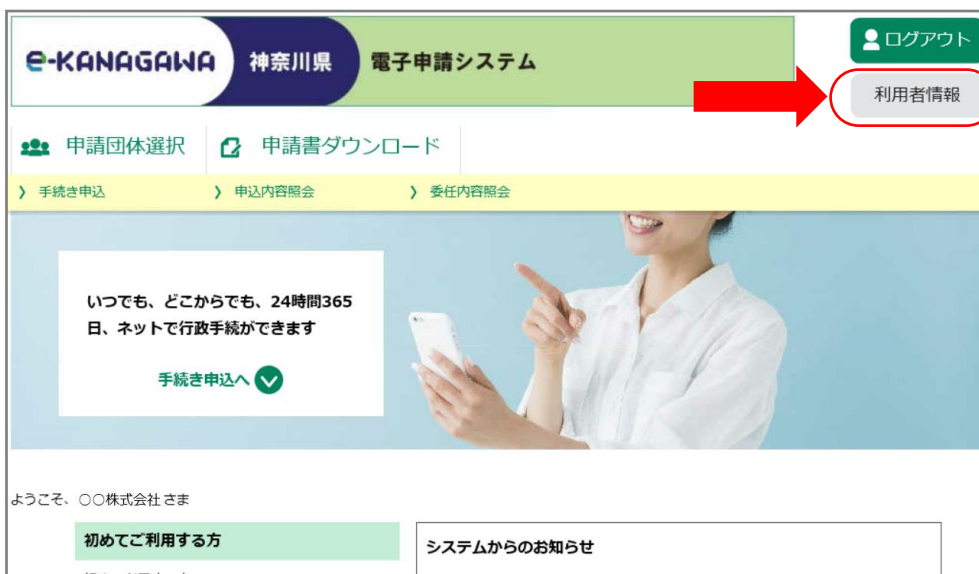 e-KANAGAWA 神奈川県 電子申請システム
ログアウト
利用者情報
申請団体選択 申請書ダウンロード
手続き申込 申込内容照会 委任内容照会
いつでも、どこからでも、24時間365
日、ネットで行政手続ができます
手続き申込へ
ようこそ、○○株式会社 さま
初めてご利用する方
システムからのお知らせ